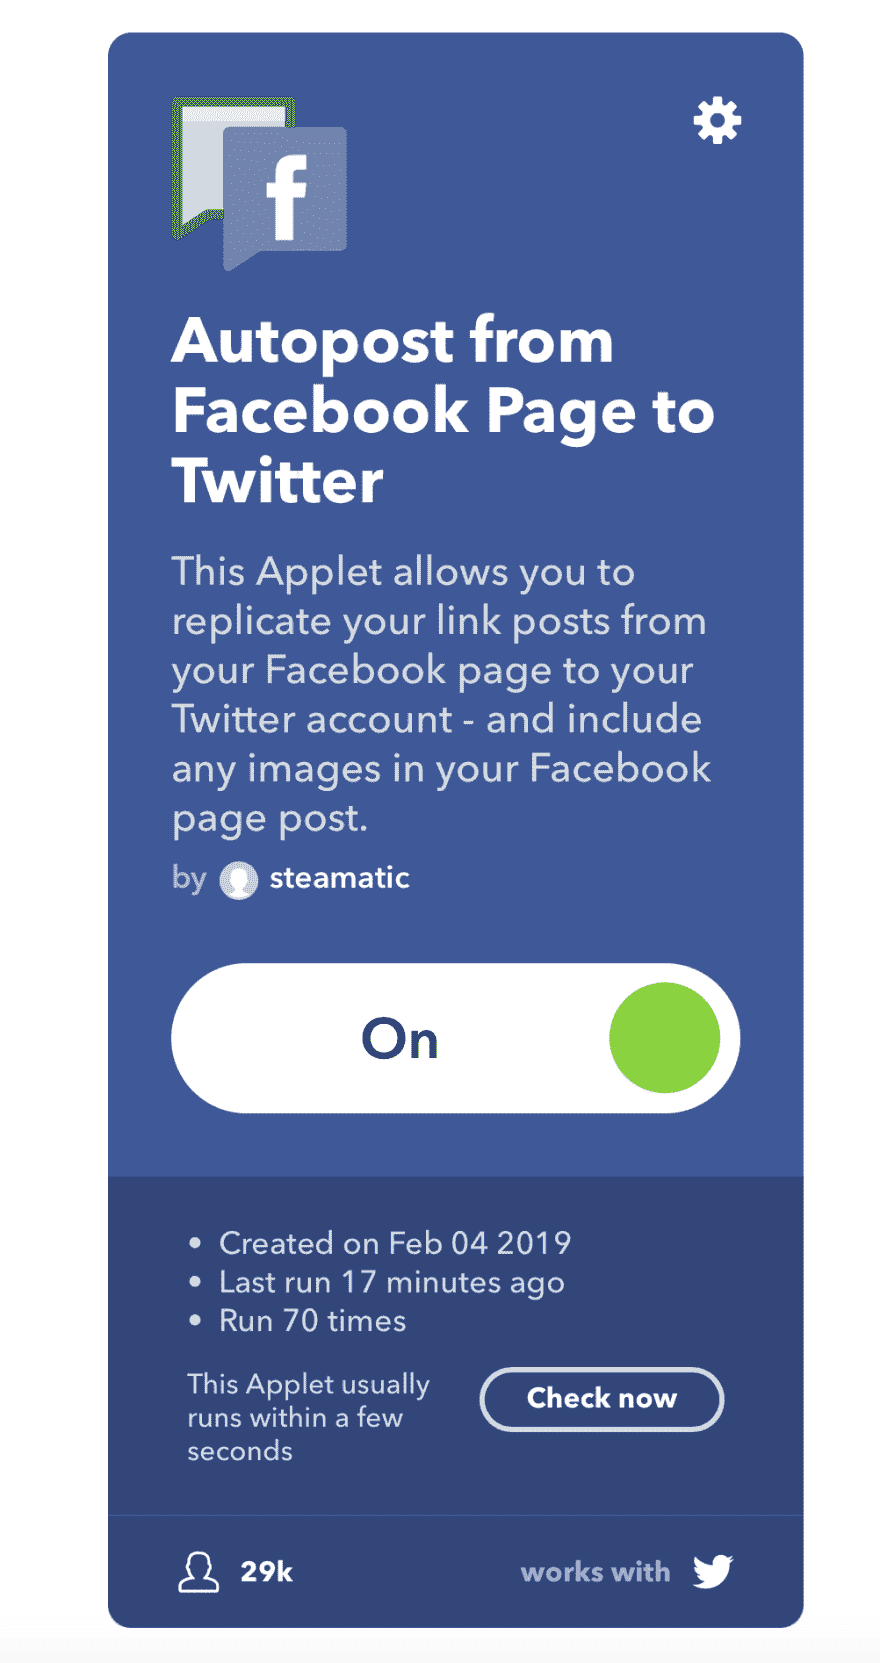 f
Autopost from
Facebook Page to
Twitter
This Applet allows you to
replicate your link posts from
your Facebook page to your
Twitter account - and include
any images in your Facebook
page post.
by steamatic
On
• Created on Feb 04 2019
• Last run 17 minutes ago
• Run 70 times
This Applet usually
runs within a few
seconds
Check now
29k
works with